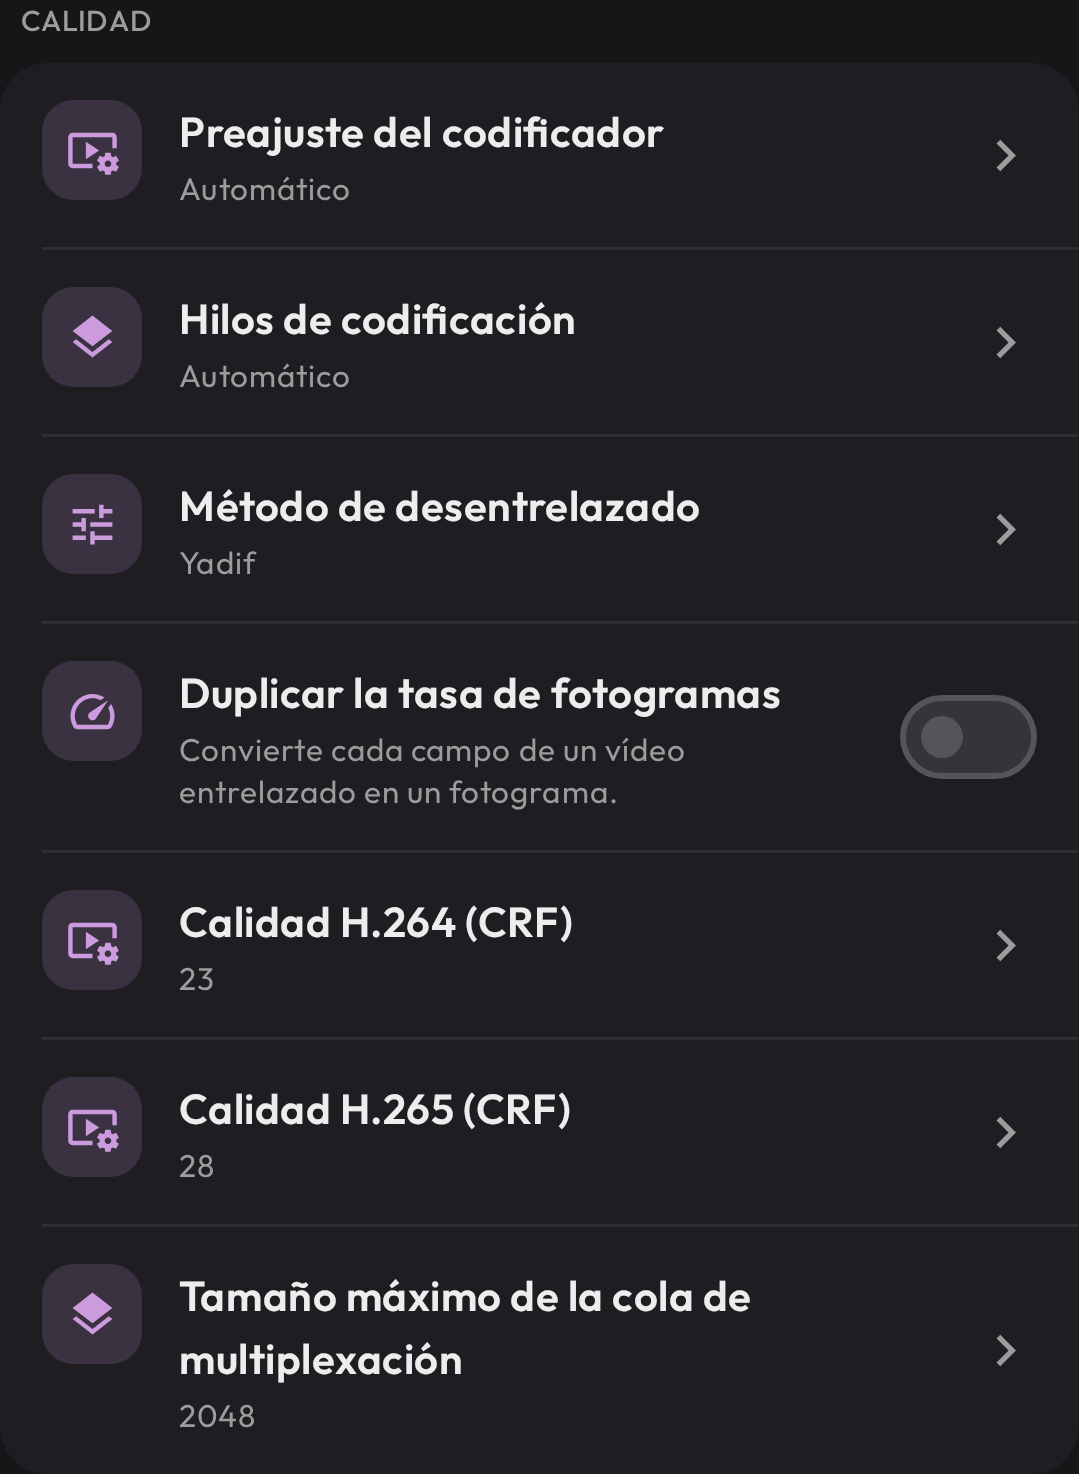 CALIDAD
Preajuste del codificador
Automático
Hilos de codificación
Automático
Método de desentrelazado
Yadif
Duplicar la tasa de fotogramas
Convierte cada campo de un vídeo
entrelazado en un fotograma.
Calidad H.264 (CRF)
23
Calidad H.265 (CRF)
28
Tamaño máximo de la cola de
multiplexación
2048